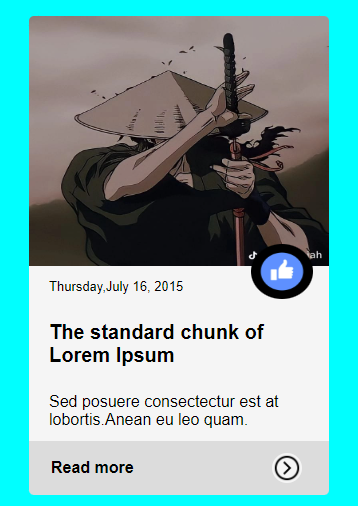 Thursday,July 16, 2015
The standard chunk of
Lorem Ipsum
Sed posuere consectetur est at
lobortis.Anean eu leo quam.
Read more